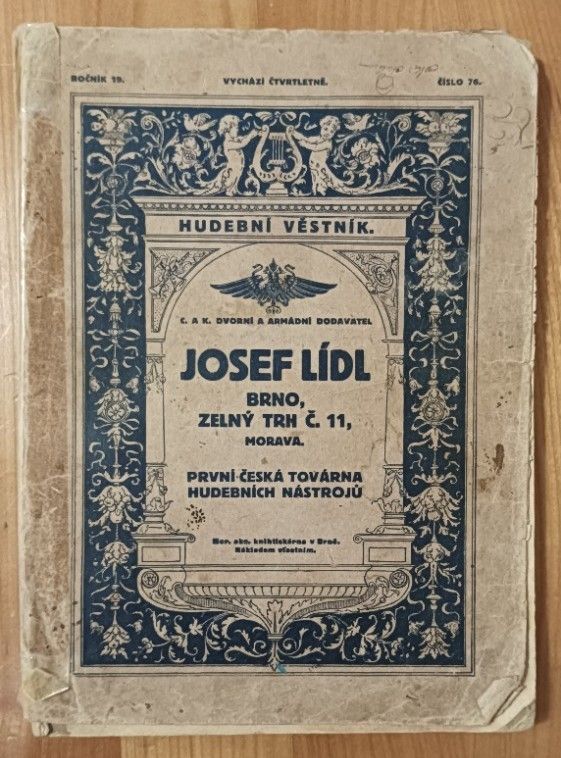 ROČNÍK 19.
VYCHÁZÍ ČTVRTLETNĚ.
ČÍSLO 76.
HUDEBNÍ VĚSTNÍK.
C. A K. DVORNÍ A ARMÁDNÍ DODAVATEL
JOSEF LÍDL
BRNO,
ZELNÝ TRH Č. 11,
MORAVA.
PRVNÍ ČESKÁ TOVÁRNA
HUDEBNÍCH NÁSTROJŮ
Mor. akc. knihtiskárna v Brně.
Nákladem vlastním.